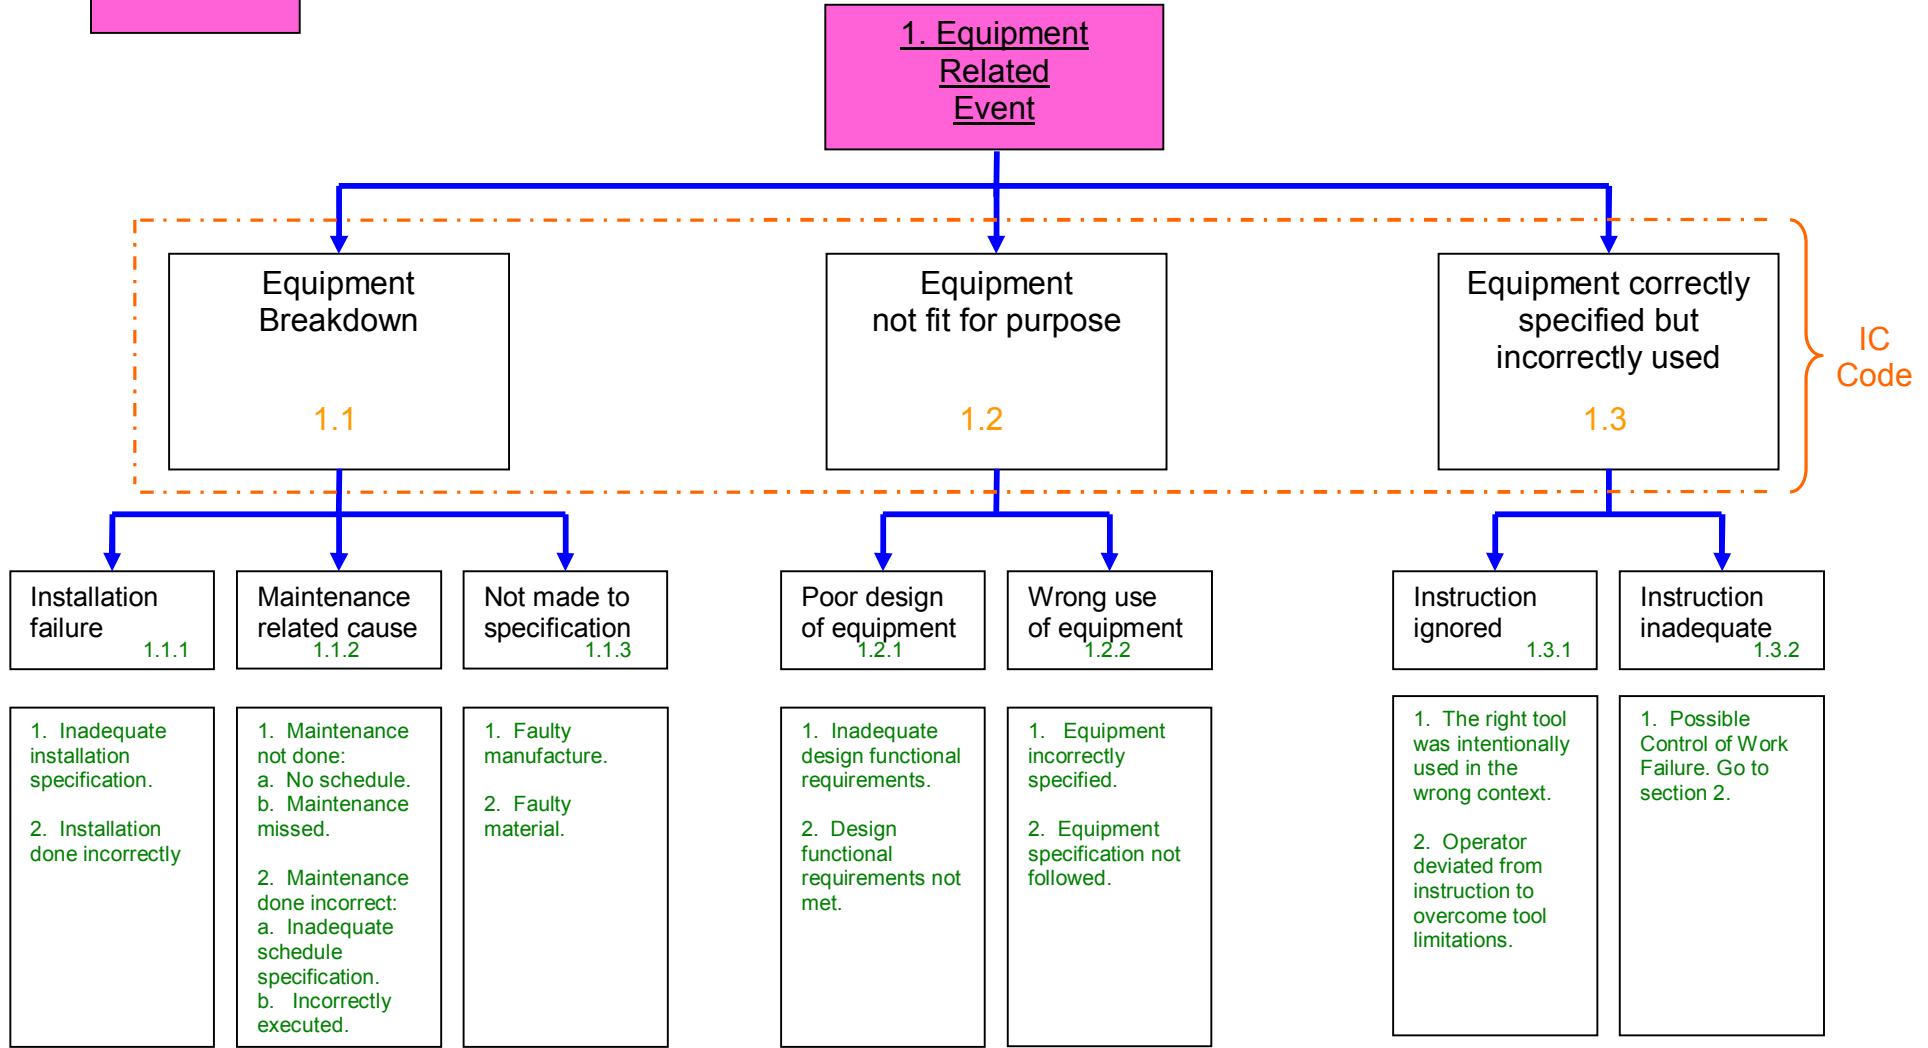 1. Equipment
Related
Event
Equipment
Breakdown
1.1
Equipment
not fit for purpose
1.2
Equipment correctly
specified but
incorrectly used
1.3
IC
Code
Installation
failure
1.1.1
Maintenance
related cause
1.1.2
Not made to
specification
1.1.3
Poor design
of equipment
1.2.1
Wrong use
of equipment
1.2.2
Instruction
ignored
1.3.1
Instruction
inadequate
1.3.2
1. Inadequate
installation
specification.
2. Installation
done incorrectly
1. Maintenance
not done:
a. No schedule.
b. Maintenance
missed.
2. Maintenance
done incorrect:
a. Inadequate
schedule
specification.
b. Incorrectly
executed.
1. Faulty
manufacture.
2. Faulty
material.
1. Inadequate
design functional
requirements.
2. Design
functional
requirements not
met.
1. Equipment
incorrectly
specified.
2. Equipment
specification not
followed.
1. The right tool
was intentionally
used in the
wrong context.
2. Operator
deviated from
instruction to
overcome tool
limitations.
1. Possible
Control of Work
Failure. Go to
section 2.